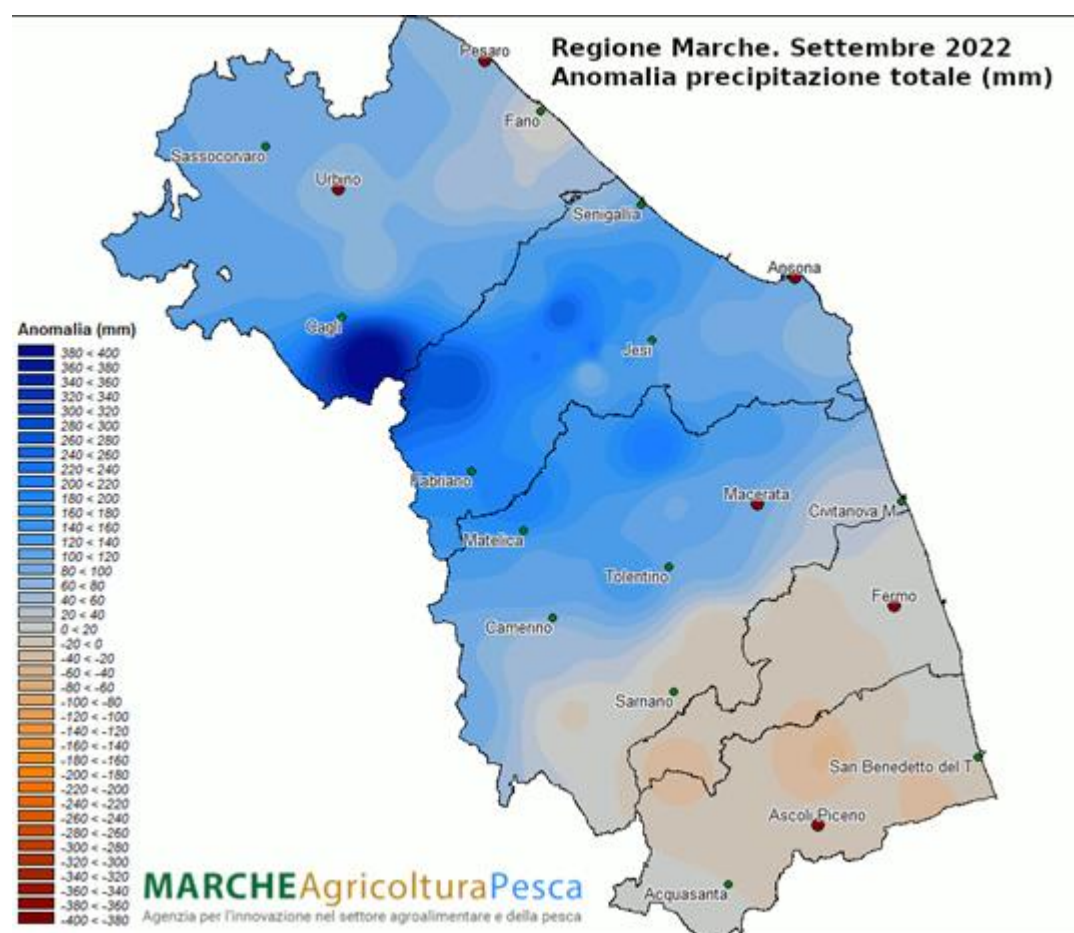 Regione Marche. Settembre 2022
Anomalia precipitazione totale (mm)
Pesaro
Fano
Sassocorvaro
Urbino
Senigallia
Ancona
Cagli
Jesi
Fabriano
Macerata
Civitanova M.
Matelica
Tolentino
Fermo
Camerino
Sarnano
San Benedetto del T
Ascoli Piceno
Acquasanta
Anomalia (mm)
380 < 400
360 < 380
340 < 360
320 < 340
300 < 320
280 < 300
260 < 280
240 < 260
220 < 240
200 < 220
180 < 200
160 < 180
140 < 160
120 < 140
100 < 120
80 < 100
60 < 80
40 < 60
20 < 40
0 < 20
-20 < 0
-40 < -20
-60 < -40
-80 < -60
-100 < -80
-120 < -100
-140 < -120
-160 < -140
-180 < -160
-200 < -180
-220 < -200
-240 < -220
-260 < -240
-280 < -260
-300 < -280
-320 < -300
-340 < -320
-360 < -340
-380 < -360
-400 < -380
MARCHEAgricolturaPesca
Agenzia per l'innovazione nel settore agroalimentare e della pesca